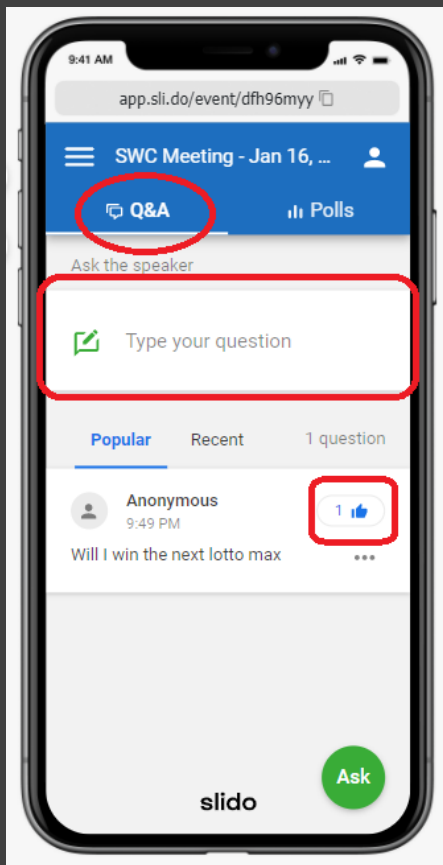 9:41 AM
app.sli.do/event/dfh96myy
SWC Meeting - Jan 16, ...
Q&A Polls
Ask the speaker
Type your question
Popular Recent 1 question
Anonymous
9:49 PM
1
Will I win the next lotto max
Ask
slido